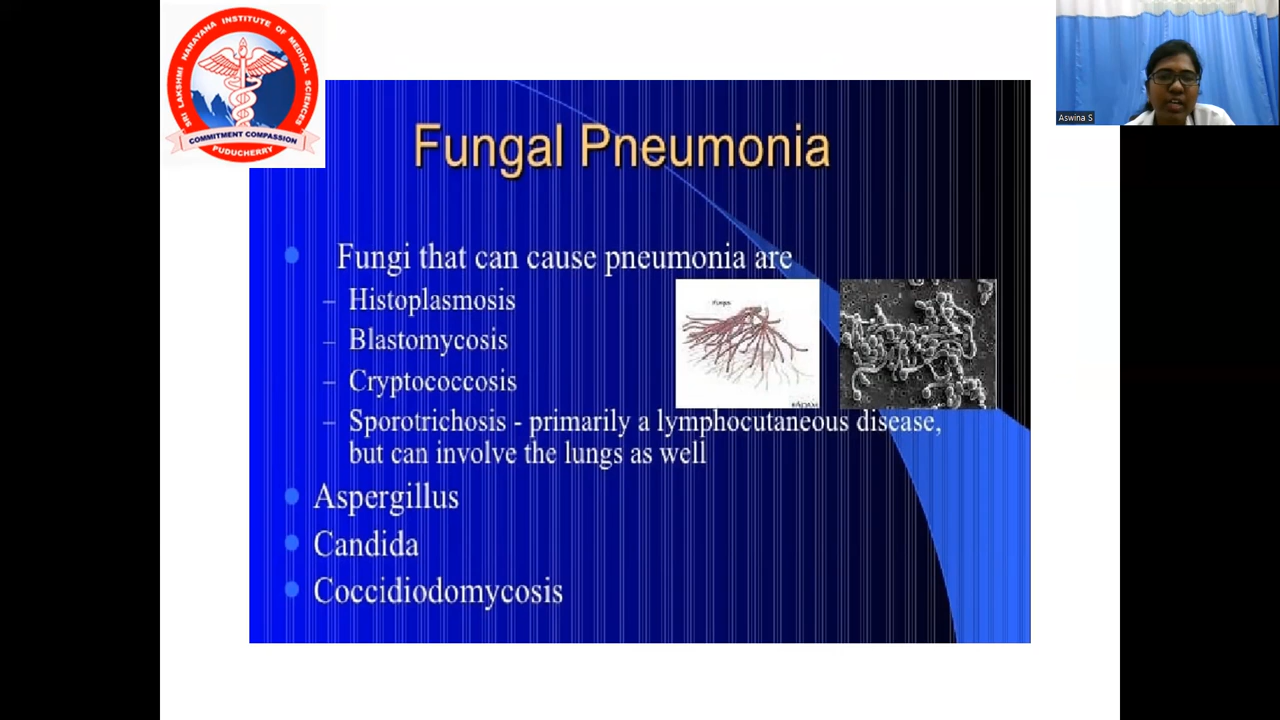 SRI LAKSHMI NARAYANA INSTITUTE OF MEDICAL SCIENCES
COMMITMENT COMPASSION
PUDUCHERRY
Aswina S
Fungal Pneumonia
Fungi that can cause pneumonia are
– Histoplasmosis
– Blastomycosis
– Cryptococcosis
– Sporotrichosis - primarily a lymphocutaneous disease,
but can involve the lungs as well
Aspergillus
Candida
Coccidiodomycosis